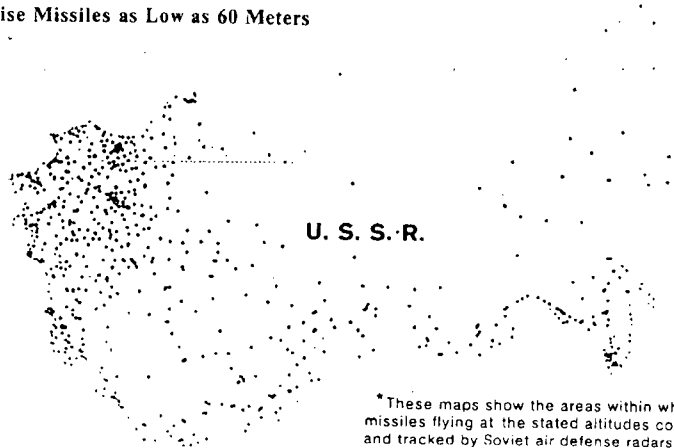 ise Missiles as Low as 60 Meters
U. S. S. R.
*These maps show the areas within wh
missiles flying at the stated altitudes co
and tracked by Soviet air defense radars